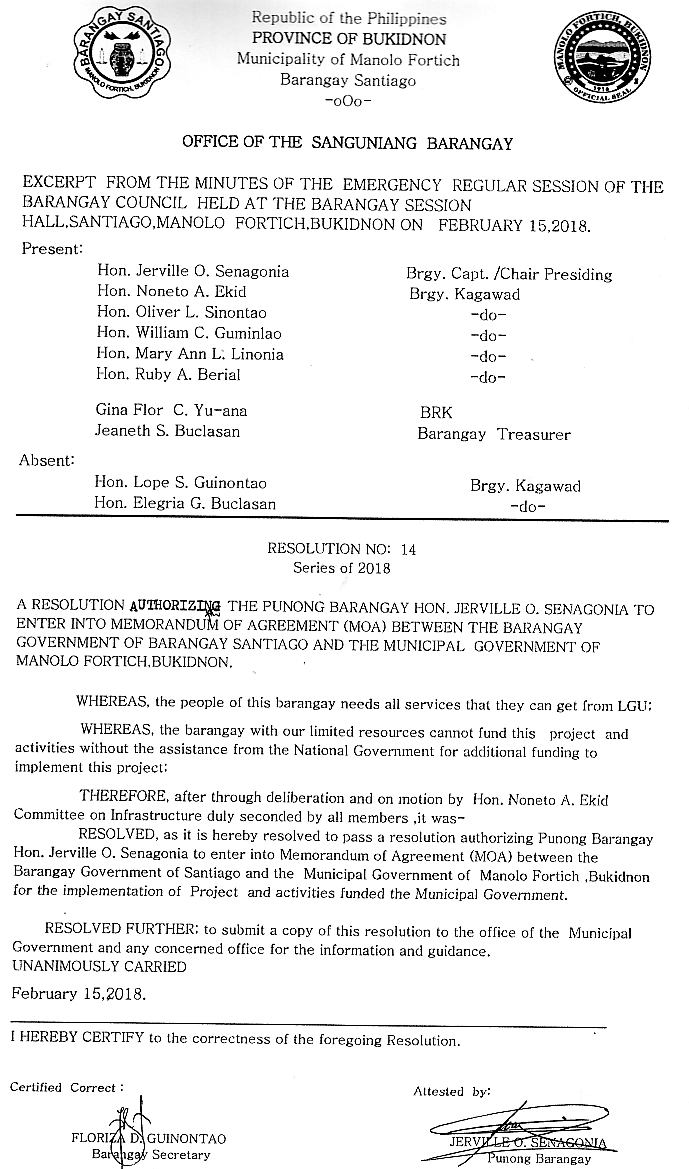 BARANGAY SANTIAGO
MANOLO FORTICH, BUKIDNON
Republic of the Philippines
PROVINCE OF BUKIDNON
Municipality of Manolo Fortich
Barangay Santiago
-oOo-
MANOLO FORTICH, BUKIDNON
1916
OFFICIAL SEAL
OFFICE OF THE SANGUNIANG BARANGAY
EXCERPT FROM THE MINUTES OF THE EMERGENCY REGULAR SESSION OF THE
BARANGAY COUNCIL HELD AT THE BARANGAY SESSION
HALL,SANTIAGO,MANOLO FORTICH,BUKIDNON ON FEBRUARY 15,2018.
Present:
Hon. Jerville O. Senagonia Brgy. Capt. /Chair Presiding
Hon. Noneto A. Ekid Brgy. Kagawad
Hon. Oliver L. Sinontao -do-
Hon. William C. Guminlao -do-
Hon. Mary Ann L. Linonia -do-
Hon. Ruby A. Berial -do-
Gina Flor C. Yu-ana BRK
Jeaneth S. Buclasan Barangay Treasurer
Absent:
Hon. Lope S. Guinontao Brgy. Kagawad
Hon. Elegria G. Buclasan -do-
RESOLUTION NO: 14
Series of 2018
A RESOLUTION AUTHORIZING THE PUNONG BARANGAY HON. JERVILLE O. SENAGONIA TO
ENTER INTO MEMORANDUM OF AGREEMENT (MOA) BETWEEN THE BARANGAY
GOVERNMENT OF BARANGAY SANTIAGO AND THE MUNICIPAL GOVERNMENT OF
MANOLO FORTICH,BUKIDNON.
WHEREAS, the people of this barangay needs all services that they can get from LGU;
WHEREAS, the barangay with our limited resources cannot fund this project and
activities without the assistance from the National Government for additional funding to
implement this project;
THEREFORE, after through deliberation and on motion by Hon. Noneto A. Ekid
Committee on Infrastructure duly seconded by all members ,it was-
RESOLVED, as it is hereby resolved to pass a resolution authorizing Punong Barangay
Hon. Jerville O. Senagonia to enter into Memorandum of Agreement (MOA) between the
Barangay Government of Santiago and the Municipal Government of Manolo Fortich ,Bukidnon
for the implementation of Project and activities funded the Municipal Government.
RESOLVED FURTHER; to submit a copy of this resolution to the office of the Municipal
Government and any concerned office for the information and guidance.
UNANIMOUSLY CARRIED
February 15,2018.
I HEREBY CERTIFY to the correctness of the foregoing Resolution.
Certified Correct : Attested by:
FLORIZA D. GUINONTAO JERVILLE O. SENAGONIA
Barangay Secretary Punong Barangay